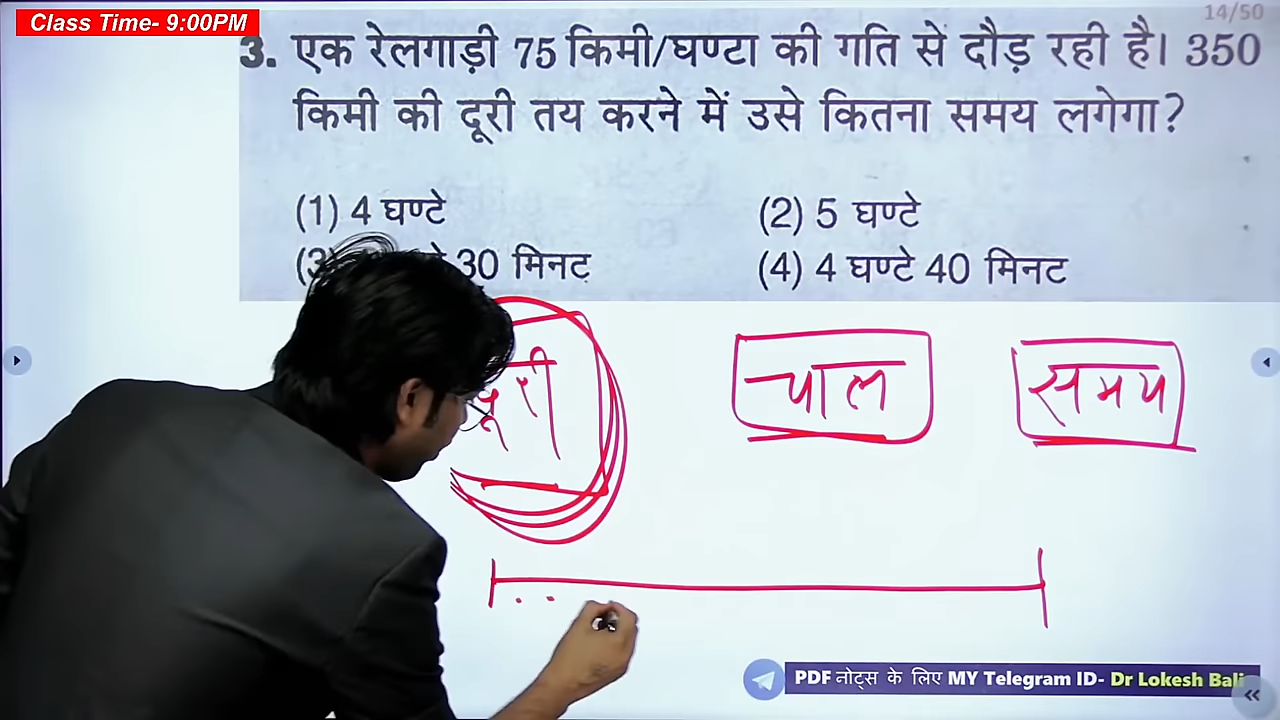 Class Time- 9:00PM
14/50
3. एक रेलगाड़ी 75 किमी/घण्टा की गति से दौड़ रही है। 350
किमी की दूरी तय करने में उसे कितना समय लगेगा?
(1) 4 घण्टे
(2) 5 घण्टे
(3) 30 मिनट
(4) 4 घण्टे 40 मिनट
चाल
समय
PDF नोट्स के लिए MY Telegram ID- Dr Lokesh Bali